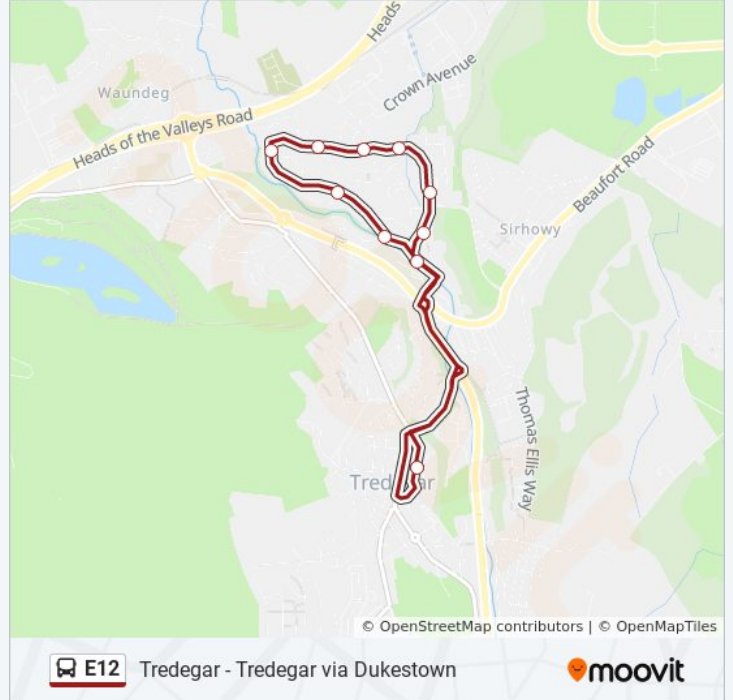 Heads
Crown Avenue
Waundeg
Heads of the Valleys Road
Beaufort Road
Sirhowy
Thomas Ellis Way
Tredegar
© OpenStreetMap contributors | © OpenMapTiles
E12 Tredegar - Tredegar via Dukestown
moovit